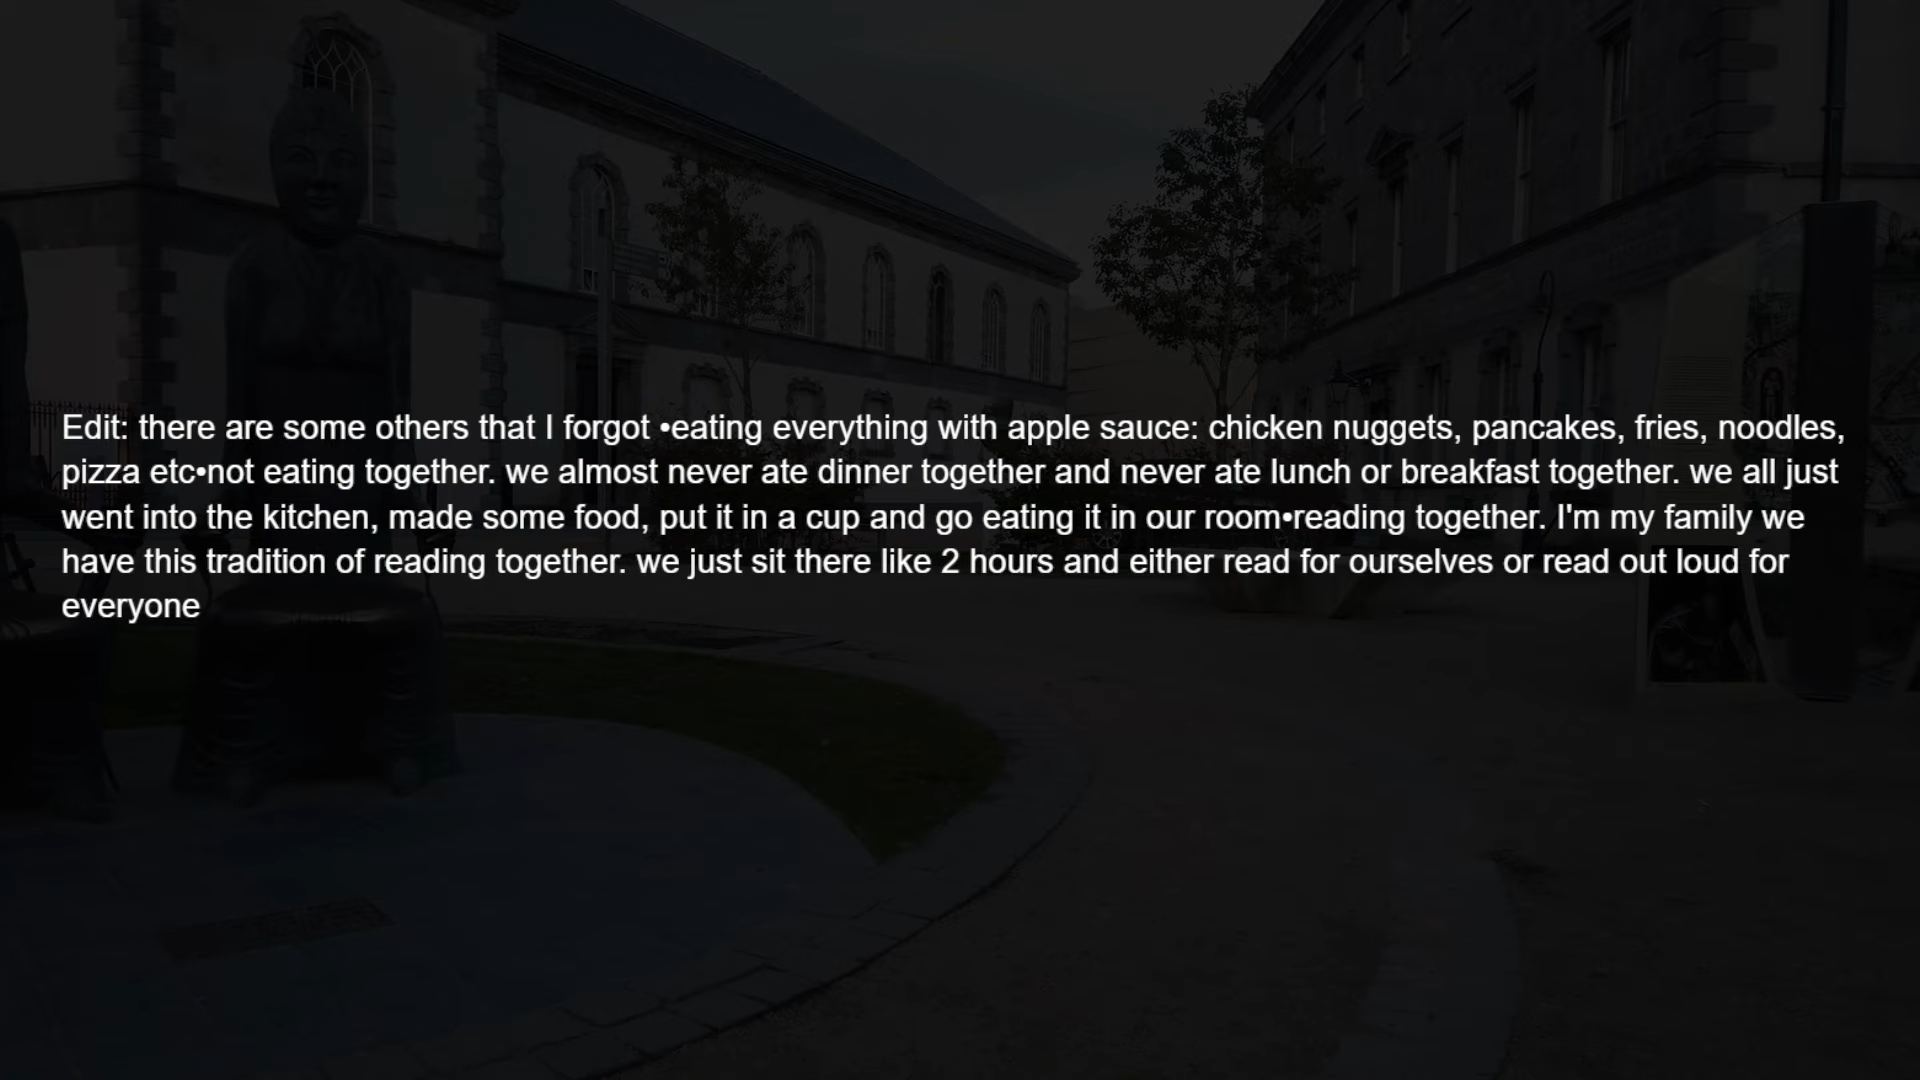 Edit: there are some others that I forgot •eating everything with apple sauce: chicken nuggets, pancakes, fries, noodles,
pizza etc•not eating together. we almost never ate dinner together and never ate lunch or breakfast together. we all just
went into the kitchen, made some food, put it in a cup and go eating it in our room•reading together. I'm my family we
have this tradition of reading together. we just sit there like 2 hours and either read for ourselves or read out loud for
everyone